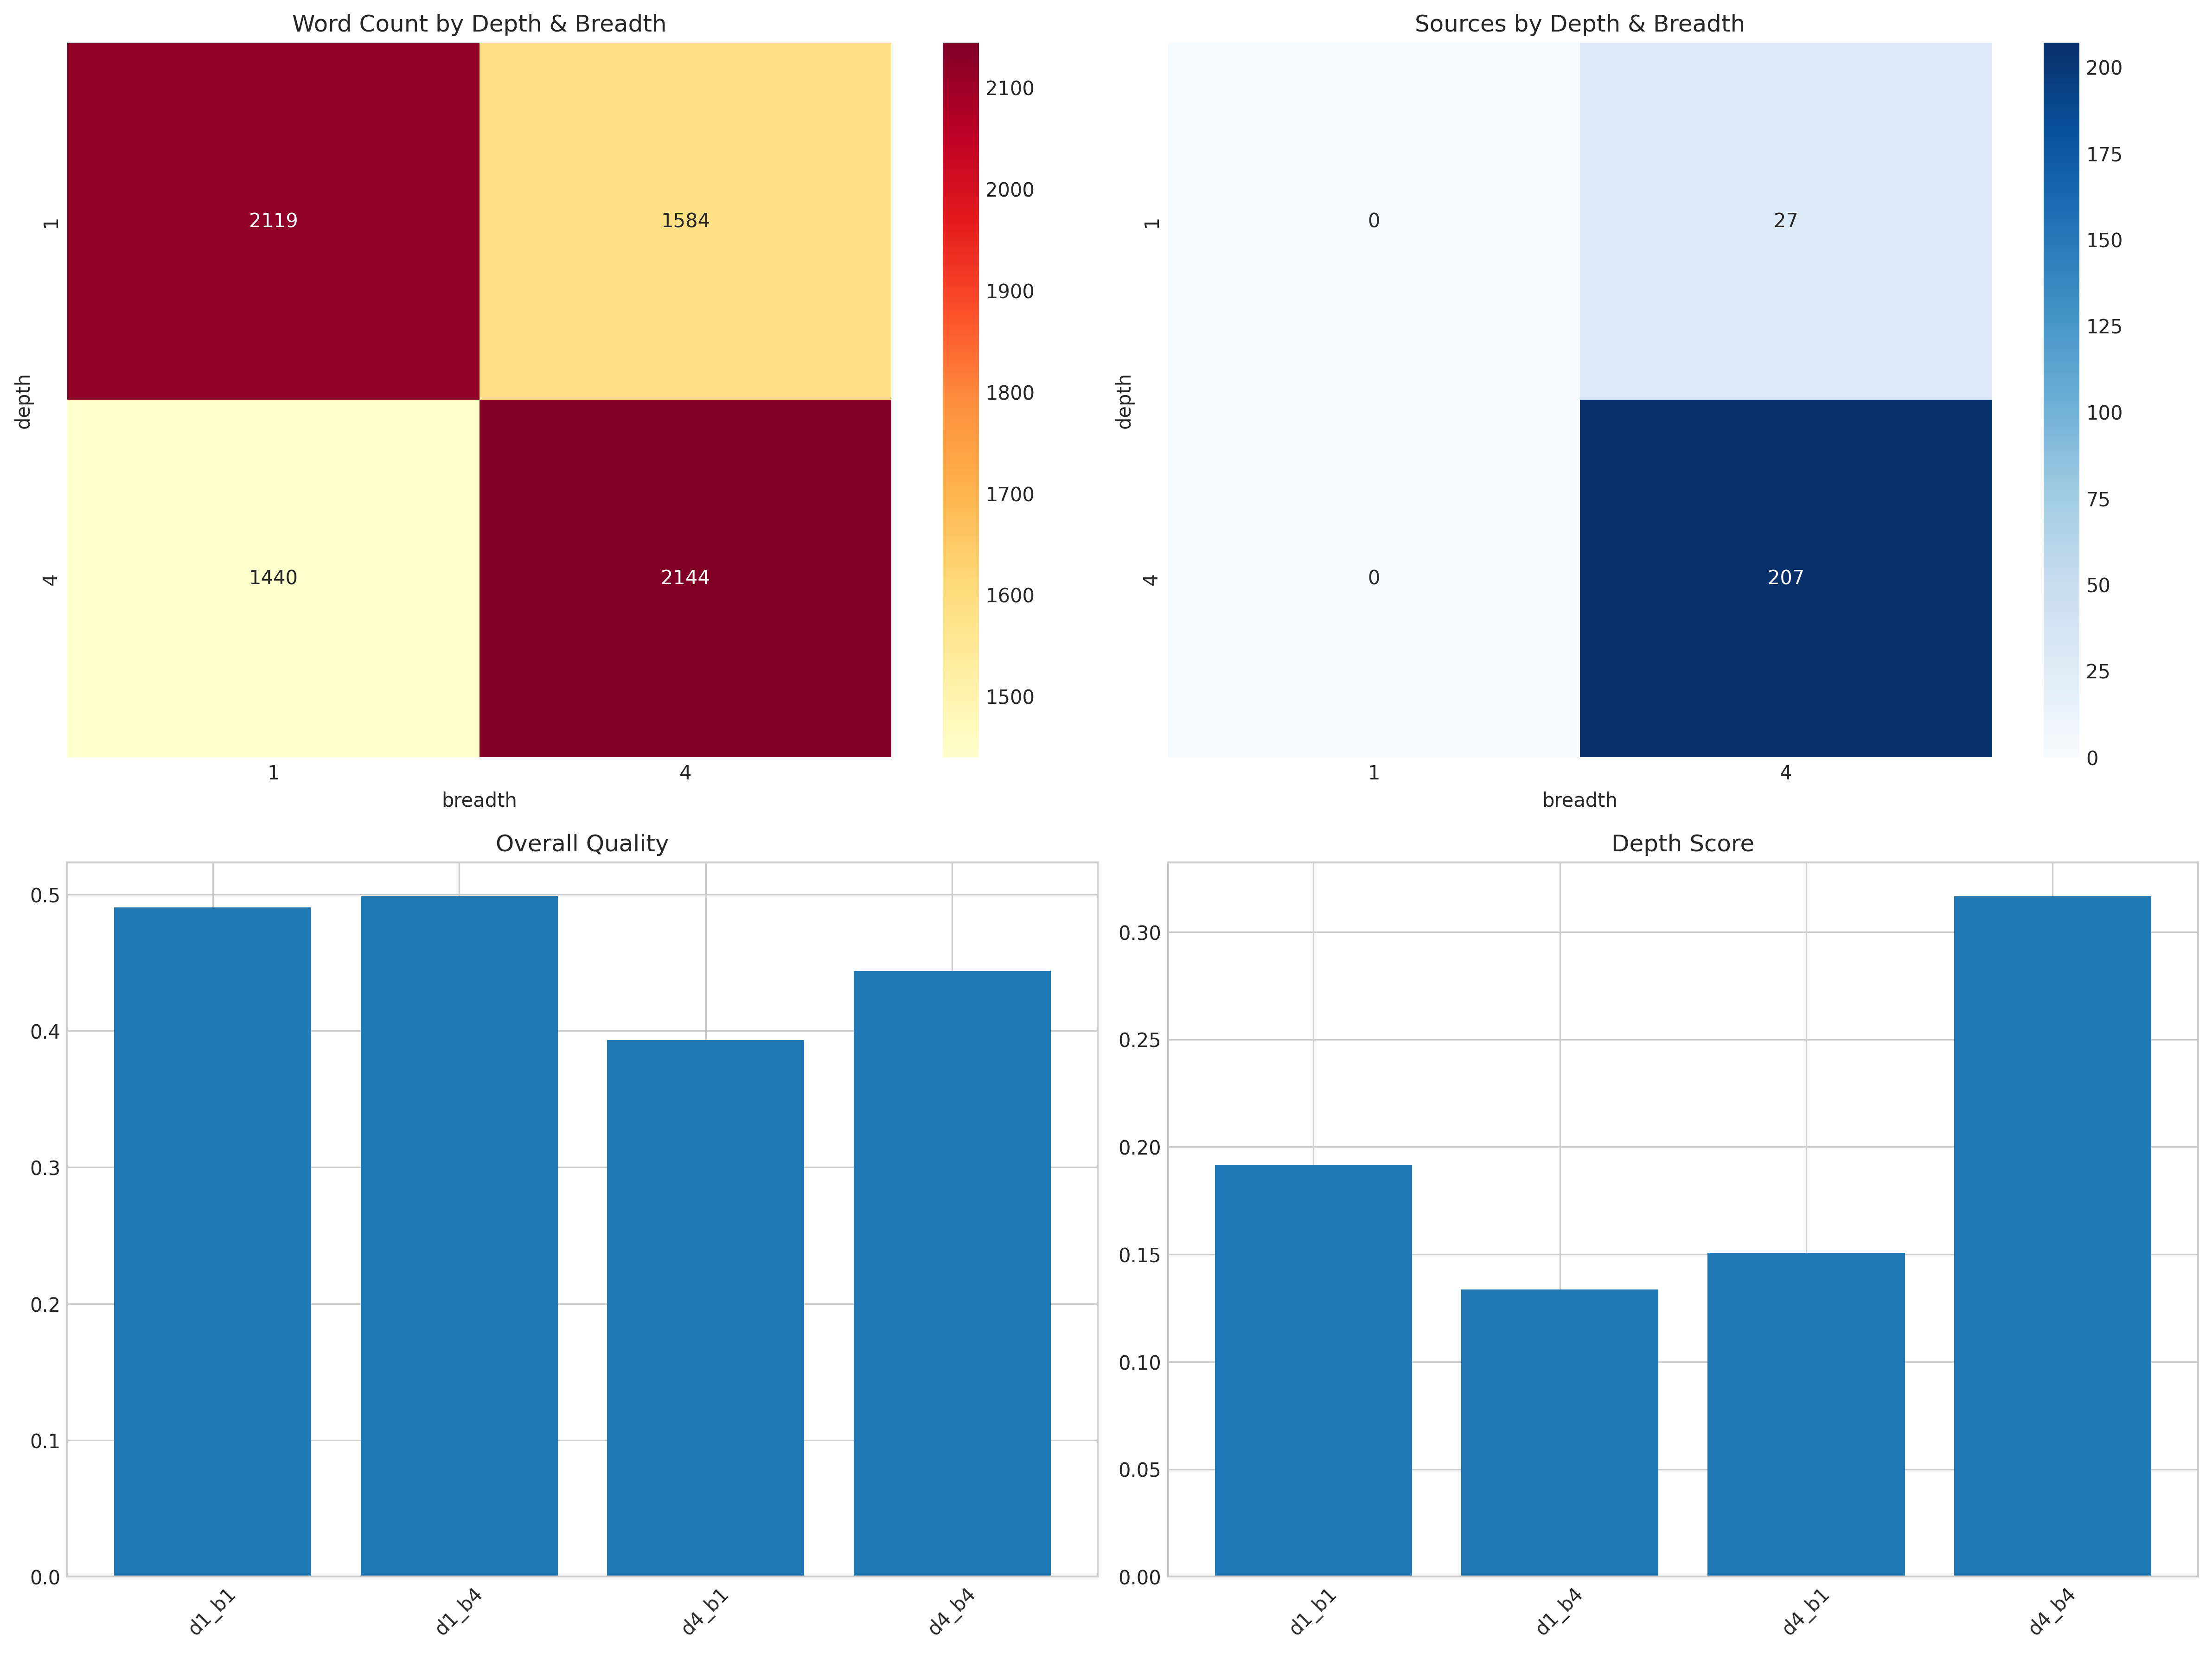 Word Count by Depth & Breadth
2119
1584
1440
2144
1
4
depth
1
4
breadth
2100
2000
1900
1800
1700
1600
1500
Sources by Depth & Breadth
0
27
0
207
1
4
depth
1
4
breadth
200
175
150
125
100
75
50
25
0
Overall Quality
0.5
0.4
0.3
0.2
0.1
0.0
d1_b1
d1_b4
d4_b1
d4_b4
Depth Score
0.30
0.25
0.20
0.15
0.10
0.05
0.00
d1_b1
d1_b4
d4_b1
d4_b4